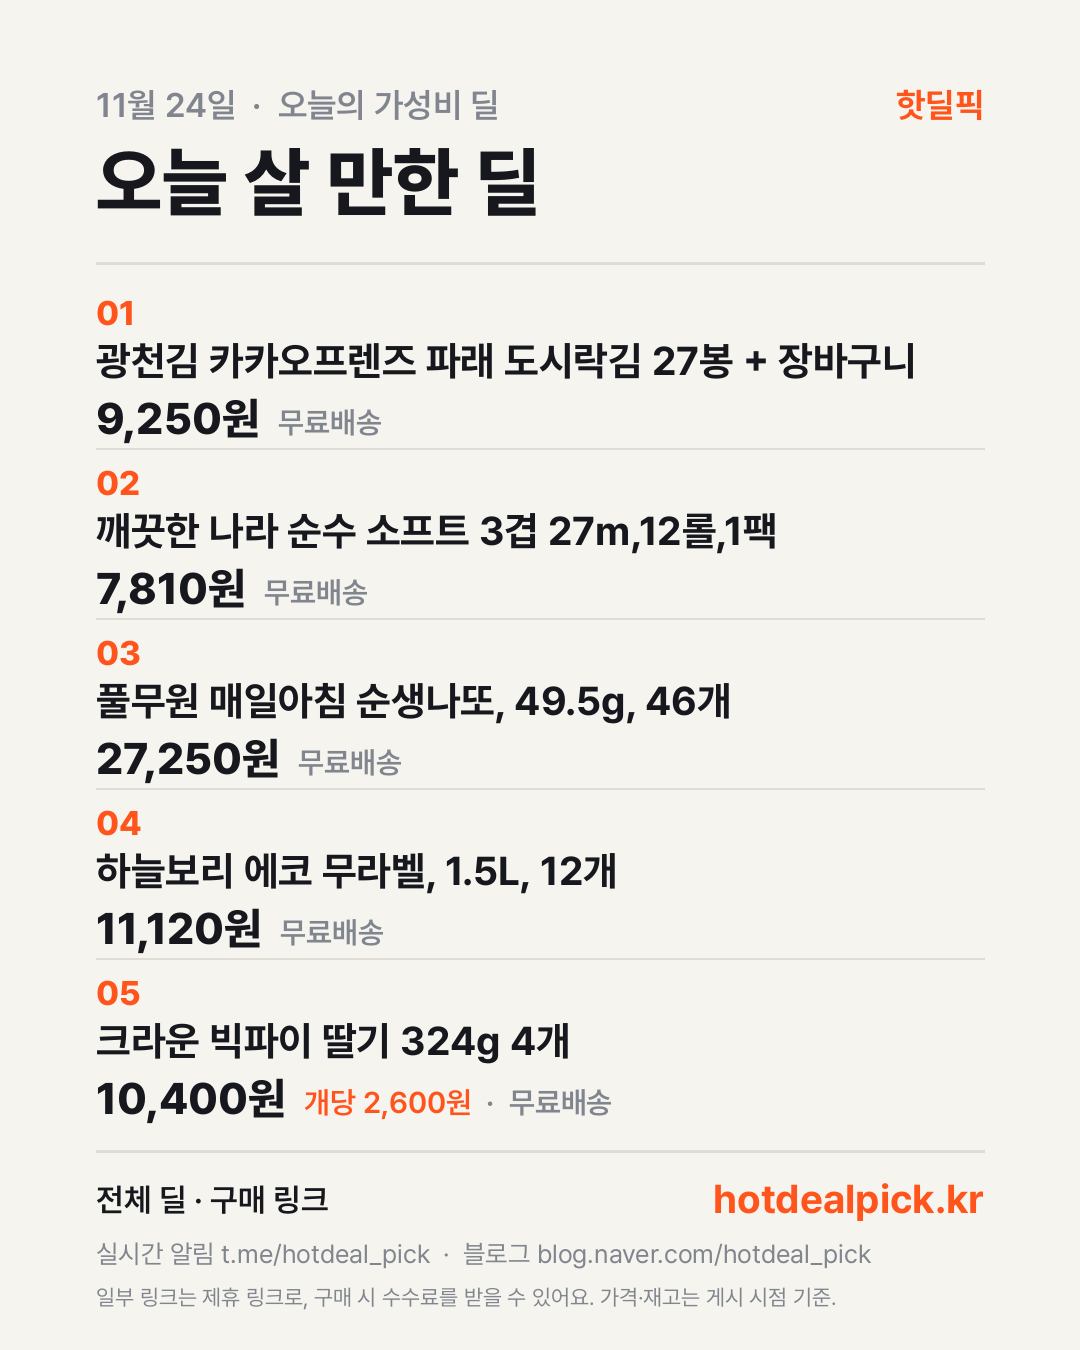 11월 24일 · 오늘의 가성비 딜
핫딜픽
오늘 살 만한 딜
01
광천김 카카오프렌즈 파래 도시락김 27봉 + 장바구니
9,250원 무료배송
02
깨끗한 나라 순수 소프트 3겹 27m,12롤,1팩
7,810원 무료배송
03
풀무원 매일아침 순생나또, 49.5g, 46개
27,250원 무료배송
04
하늘보리 에코 무라벨, 1.5L, 12개
11,120원 무료배송
05
크라운 빅파이 딸기 324g 4개
10,400원 개당 2,600원 · 무료배송
전체 딜 · 구매 링크
hotdealpick.kr
실시간 알림 t.me/hotdeal_pick · 블로그 blog.naver.com/hotdeal_pick
일부 링크는 제휴 링크로, 구매 시 수수료를 받을 수 있어요. 가격·재고는 게시 시점 기준.